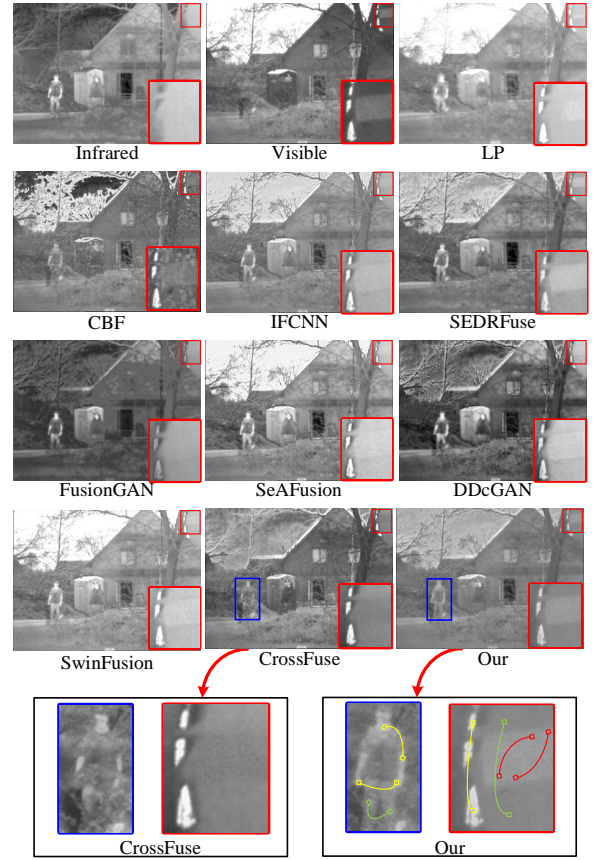 Infrared
Visible
LP
CBF
IFCNN
SEDRFuse
FusionGAN
SeAFusion
DDcGAN
SwinFusion
CrossFuse
Our
CrossFuse
Our